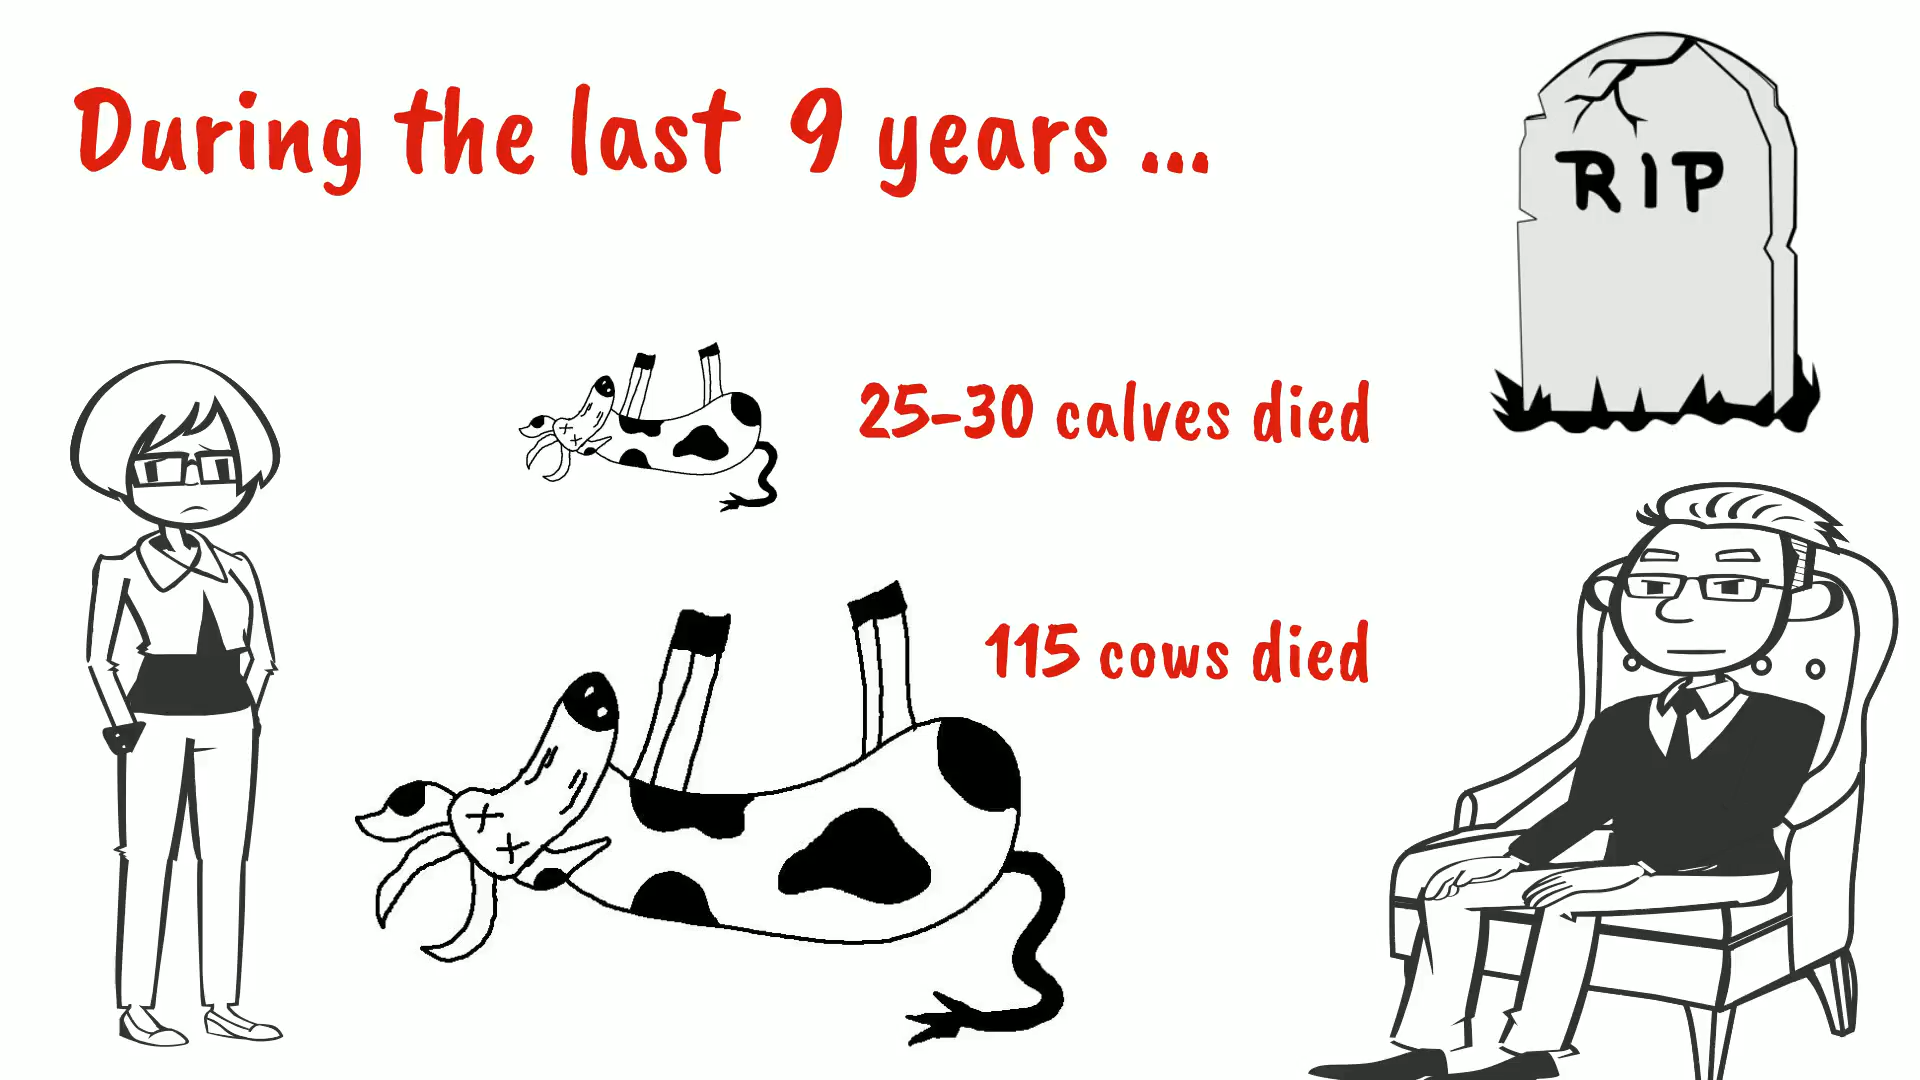 During the last 9 years ...
RIP
25-30 calves died
115 cows died